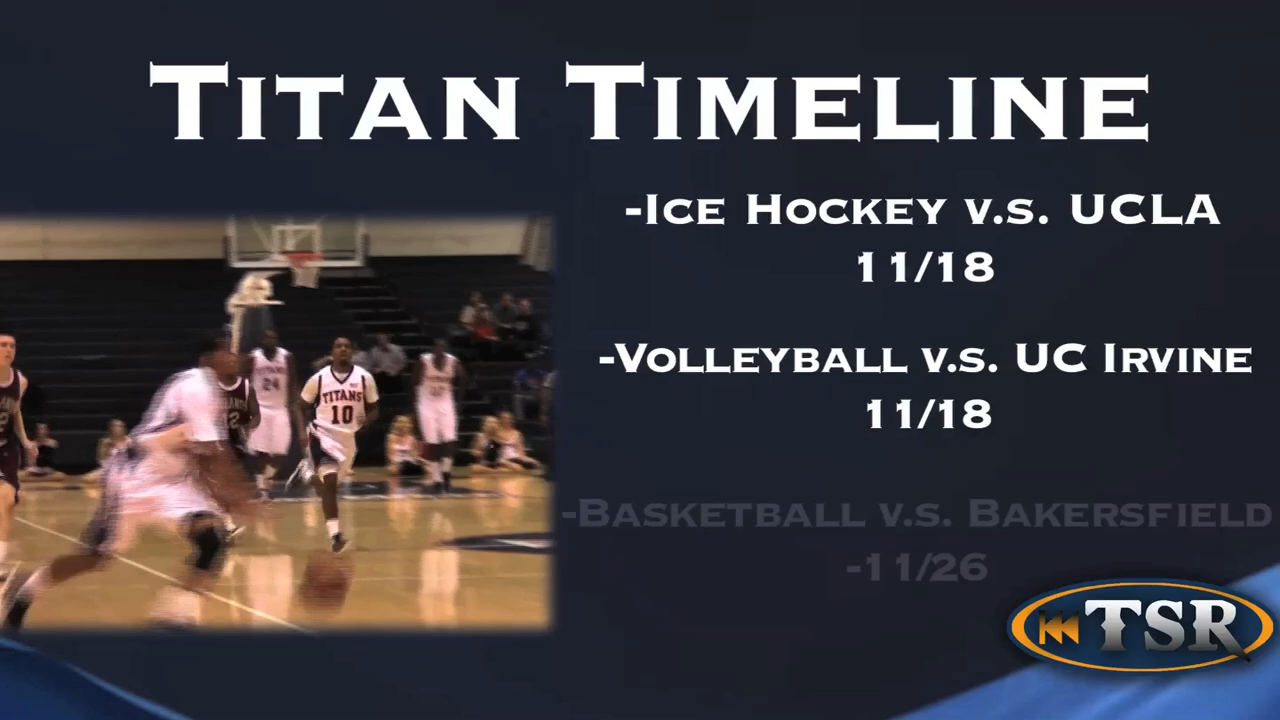 TITAN TIMELINE
-ICE HOCKEY V.S. UCLA
11/18
-VOLLEYBALL V.S. UC IRVINE
11/18
-BASKETBALL V.S. BAKERSFIELD
-11/26
24
TITANS
10
TSR